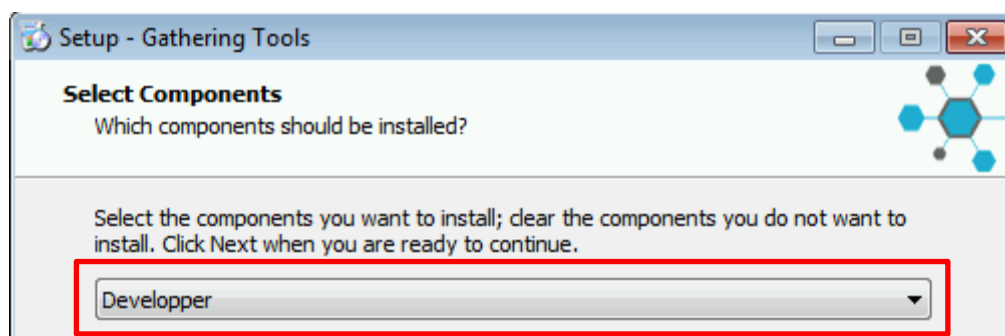 Setup - Gathering Tools
Select Components
Which components should be installed?
Select the components you want to install; clear the components you do not want to
install. Click Next when you are ready to continue.
Developper